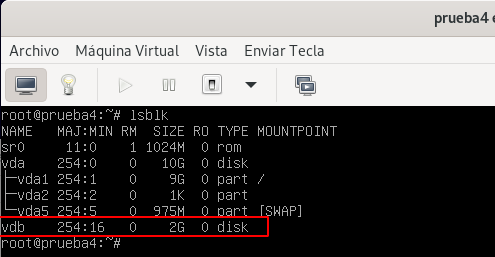 prueba4 e
Archivo Máquina Virtual Vista Enviar Tecla
root@prueba4:~# lsblk
NAME   MAJ:MIN RM  SIZE RO TYPE MOUNTPOINT
sr0     11:0    1 1024M  0 rom
vda    254:0    0   10G  0 disk
├─vda1 254:1    0    9G  0 part /
├─vda2 254:2    0    1K  0 part
└─vda5 254:5    0  975M  0 part [SWAP]
vdb    254:16   0    2G  0 disk
root@prueba4:~#